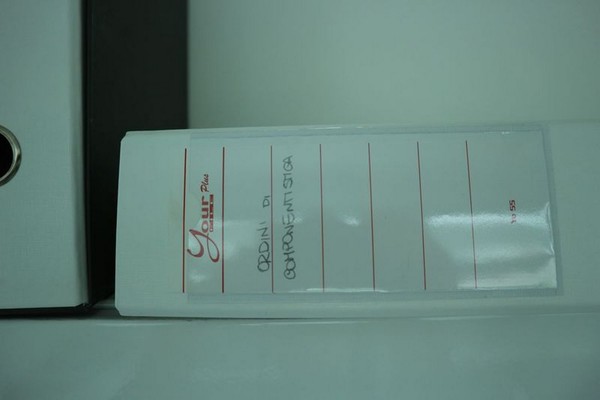 Your Plus
ORDINI DI
COMPONENTISTICA